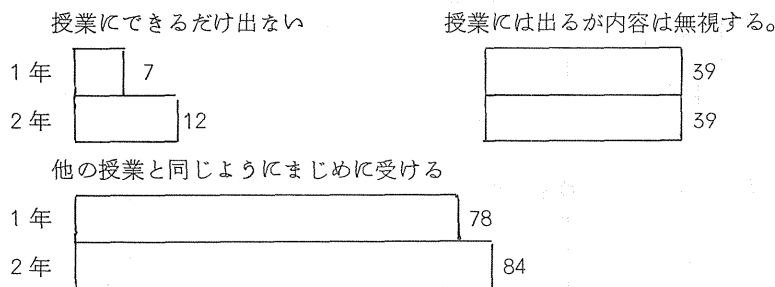 授業にできるだけ出ない
授業には出るが内容は無視する。
1年 7
39
2年 12
39
他の授業と同じようにまじめに受ける
1年 78
2年 84